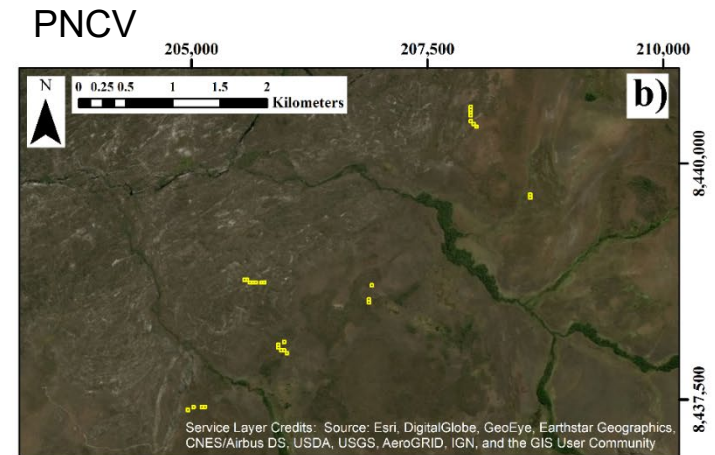 PNCV
205,000 207,500 210,000
N 0 0.25 0.5 1 1.5 2
Kilometers
b)
8,440,000
8,437,500
Service Layer Credits: Source: Esri, DigitalGlobe, GeoEye, Earthstar Geographics,
CNES/Airbus DS, USDA, USGS, AeroGRID, IGN, and the GIS User Community